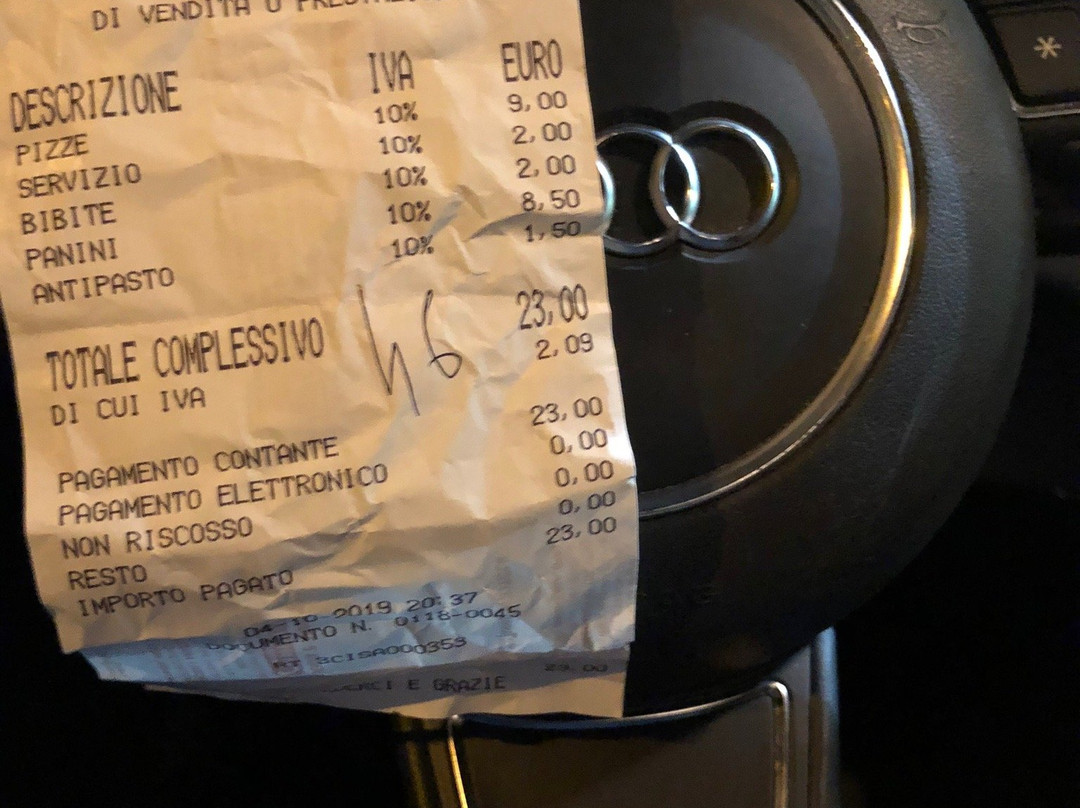 DI VENDITA O
DESCRIZIONE IVA EURO
PIZZE 10% 9,00
SERVIZIO 10% 2,00
BIBITE 10% 2,00
PANINI 10% 8,50
ANTIPASTO 10% 1,50
TOTALE COMPLESSIVO 23,00
DI CUI IVA 2,09
46
PAGAMENTO CONTANTE 23,00
PAGAMENTO ELETTRONICO 0,00
NON RISCOSSO 0,00
RESTO 0,00
IMPORTO PAGATO 23,00
04-10-2019 20:37
DOCUMENTO N. 0118-0045
RT 3CISA000359
E GRAZIE